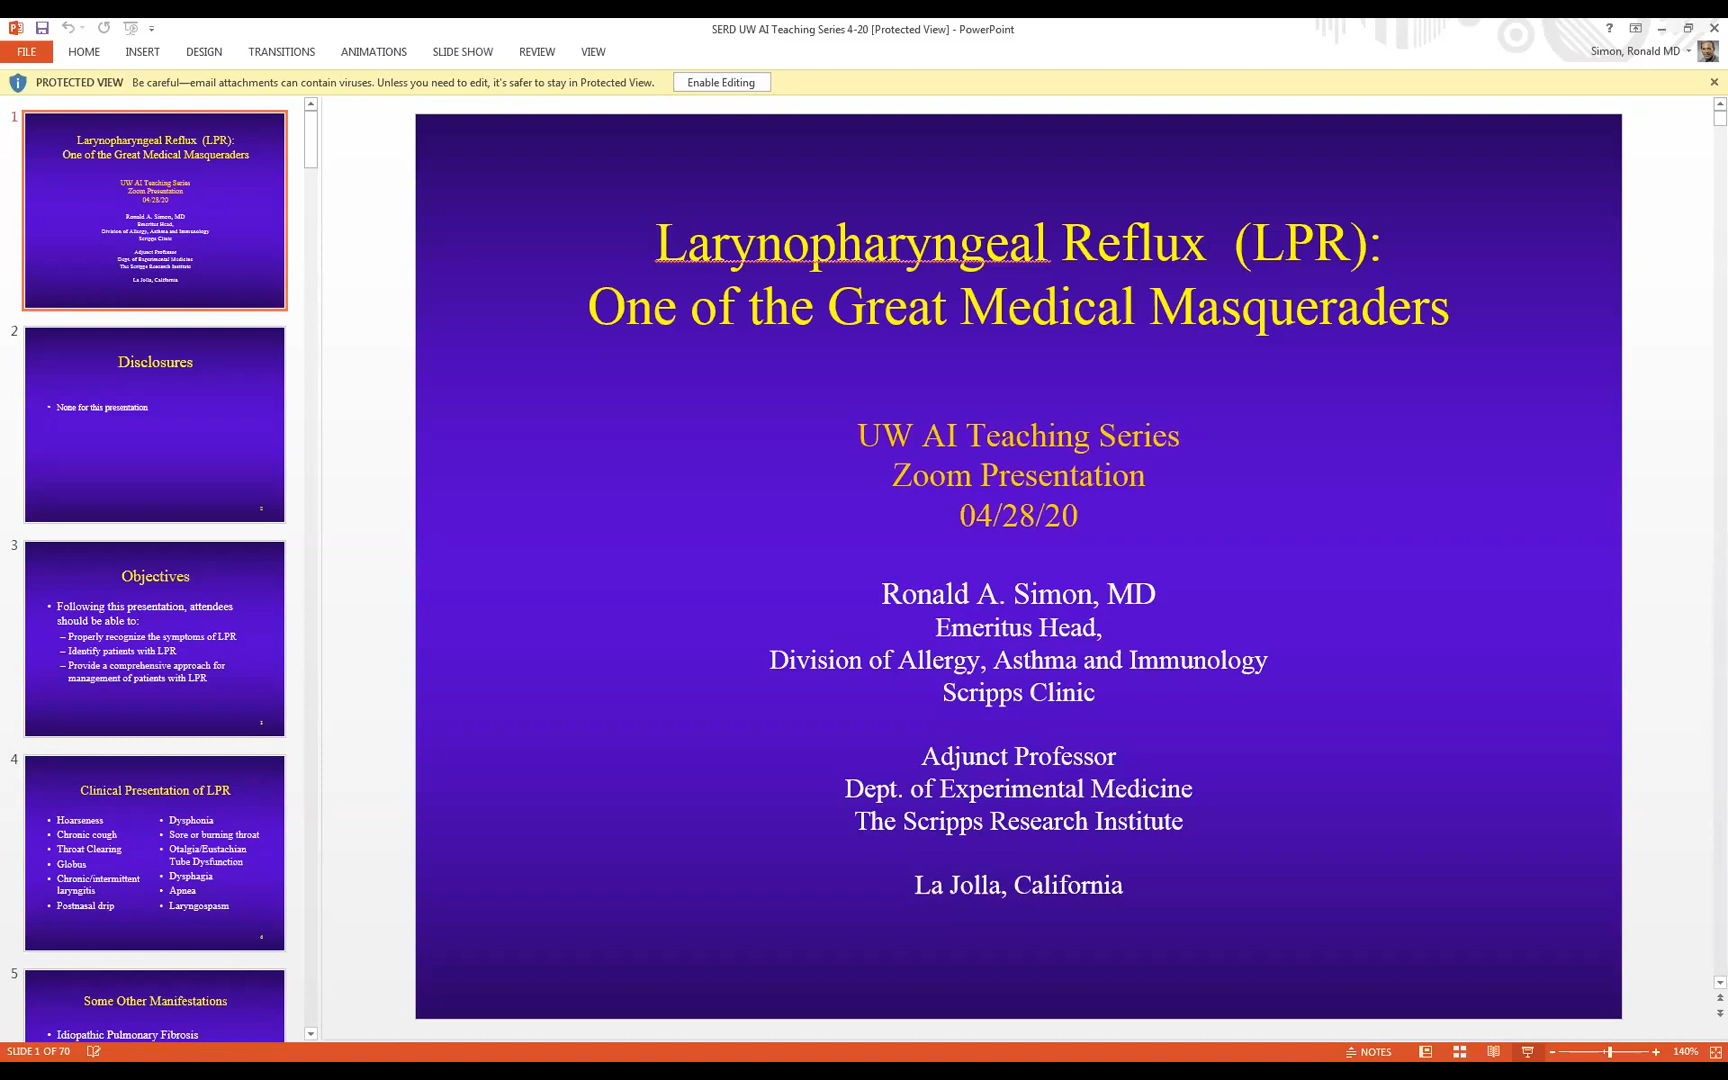 SERD UW AI Teaching Series 4-20 [Protected View] - PowerPoint
?
FILE HOME INSERT DESIGN TRANSITIONS ANIMATIONS SLIDE SHOW REVIEW VIEW
Simon, Ronald MD
PROTECTED VIEW Be careful—email attachments can contain viruses. Unless you need to edit, it's safer to stay in Protected View. Enable Editing
1
Laryngopharyngeal Reflux (LPR):
One of the Great Medical Masqueraders
UW AI Teaching Series
Zoom Presentation
04/28/20
Ronald A. Simon, MD
Emeritus Head,
Division of Allergy, Asthma and Immunology
Scripps Clinic
Adjunct Professor
Dept. of Experimental Medicine
The Scripps Research Institute
La Jolla, California
2
Disclosures
• None for this presentation
2
3
Objectives
• Following this presentation, attendees
should be able to:
– Properly recognize the symptoms of LPR
– Identify patients with LPR
– Provide a comprehensive approach for
management of patients with LPR
3
4
Clinical Presentation of LPR
• Hoarseness
• Chronic cough
• Throat Clearing
• Globus
• Chronic/intermittent
laryngitis
• Postnasal drip
• Dysphonia
• Sore or burning throat
• Otalgia/Eustachian
Tube Dysfunction
• Dysphagia
• Apnea
• Laryngospasm
4
5
Some Other Manifestations
• Idiopathic Pulmonary Fibrosis
Larynopharyngeal Reflux (LPR):
One of the Great Medical Masqueraders
UW AI Teaching Series
Zoom Presentation
04/28/20
Ronald A. Simon, MD
Emeritus Head,
Division of Allergy, Asthma and Immunology
Scripps Clinic
Adjunct Professor
Dept. of Experimental Medicine
The Scripps Research Institute
La Jolla, California
SLIDE 1 OF 70
NOTES
140%